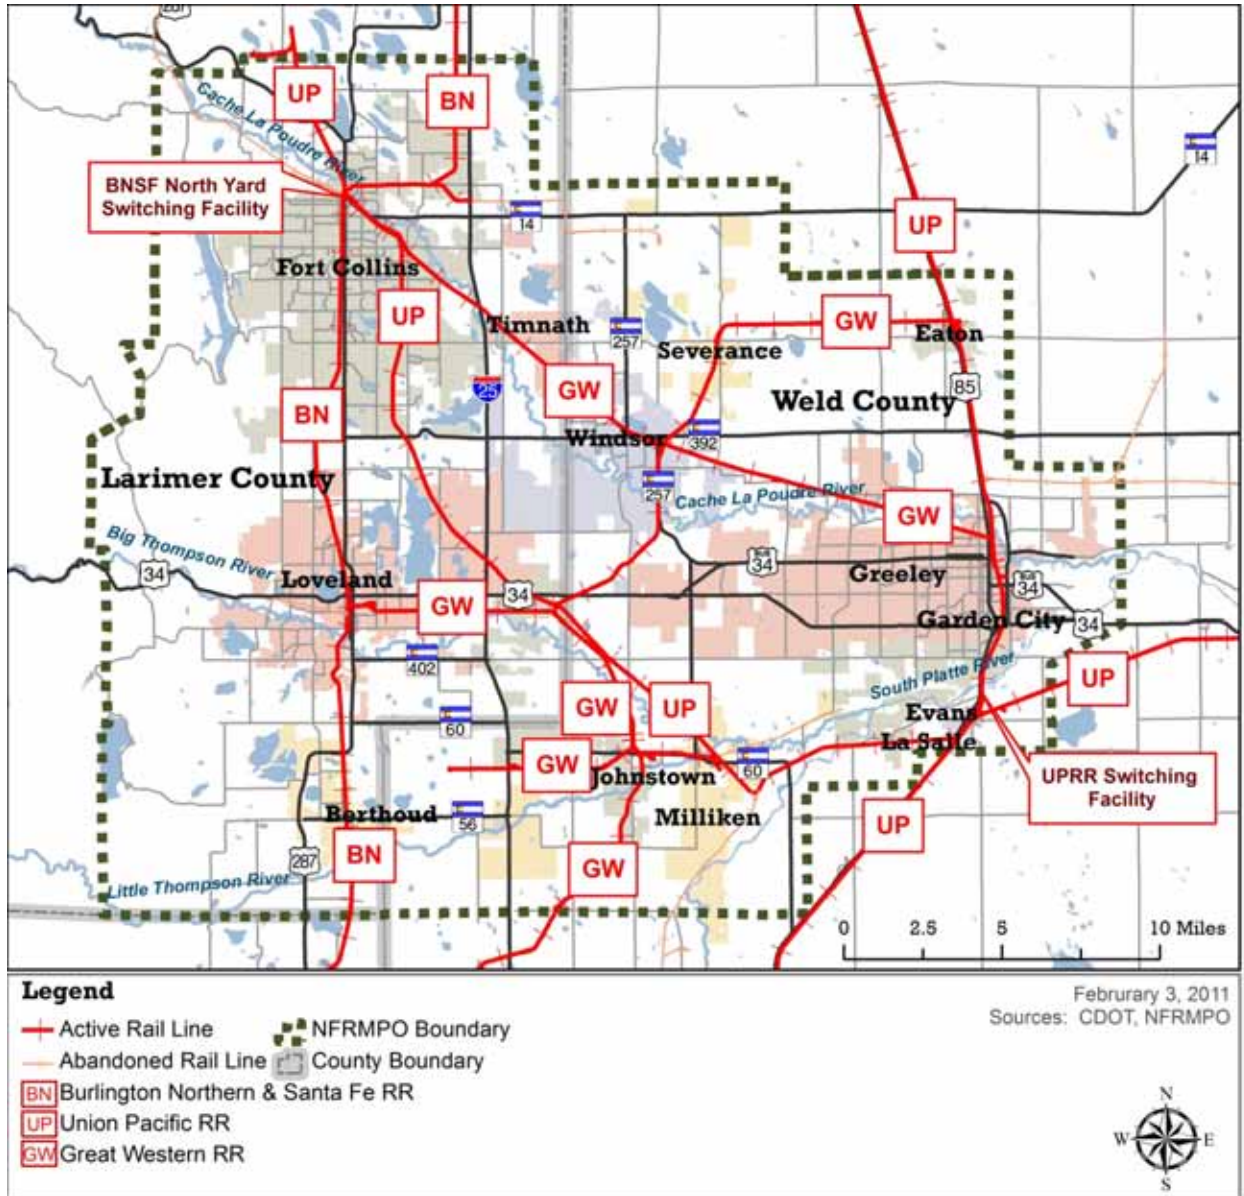 287
UP
BN
Cache La Poudre River
14
BNSF North Yard
Switching Facility
14
UP
Fort Collins
UP
Timnath
257
GW
Eaton
Severance
25
GW
85
Weld County
BN
Windsor
392
Larimer County
257
Cache La Poudre River
GW
Big Thompson River
34
BUS
34
Loveland
Greeley
BUS
34
GW
34
Garden City
34
402
South Platte River
UP
GW
UP
60
Evans
La Salle
GW
Johnstown
60
UPRR Switching
Facility
Berthoud
56
Milliken
UP
287
BN
GW
Little Thompson River
0 2.5 5 10 Miles
Legend
Februrary 3, 2011
Sources: CDOT, NFRMPO
Active Rail Line
NFRMPO Boundary
Abandoned Rail Line
County Boundary
BN Burlington Northern & Santa Fe RR
UP Union Pacific RR
GW Great Western RR
N
W E
S